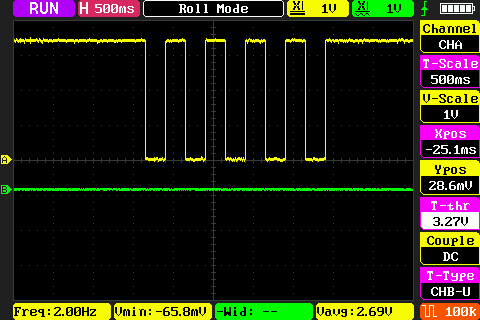 RUN H 500ms Roll Mode X1 1V X1 1V
Channel
CHA
T-Scale
500ms
V-Scale
1V
Xpos
-25.1ms
Ypos
28.6mV
T-thr
3.27V
Couple
DC
T-Type
CHB-U
A
B
Freq:2.00Hz Vmin:-65.8mV -Wid: -- Vavg:2.69V 100k